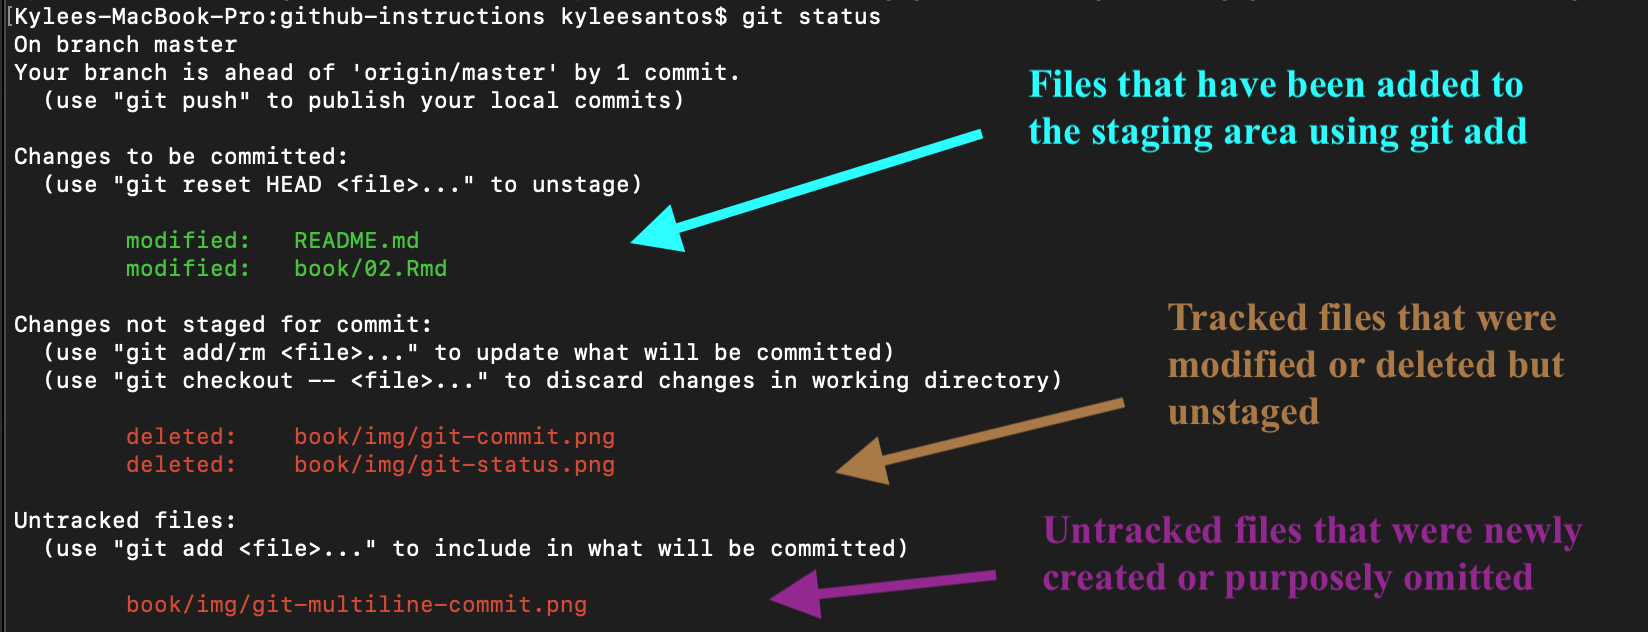 [Kylees-MacBook-Pro:github-instructions kyleesantos$ git status
On branch master
Your branch is ahead of 'origin/master' by 1 commit.
  (use "git push" to publish your local commits)
Files that have been added to
the staging area using git add
Changes to be committed:
  (use "git reset HEAD <file>..." to unstage)
modified:   README.md
modified:   book/02.Rmd
Changes not staged for commit:
  (use "git add/rm <file>..." to update what will be committed)
  (use "git checkout -- <file>..." to discard changes in working directory)
Tracked files that were
modified or deleted but
unstaged
deleted:    book/img/git-commit.png
deleted:    book/img/git-status.png
Untracked files:
  (use "git add <file>..." to include in what will be committed)
Untracked files that were newly
created or purposely omitted
book/img/git-multiline-commit.png